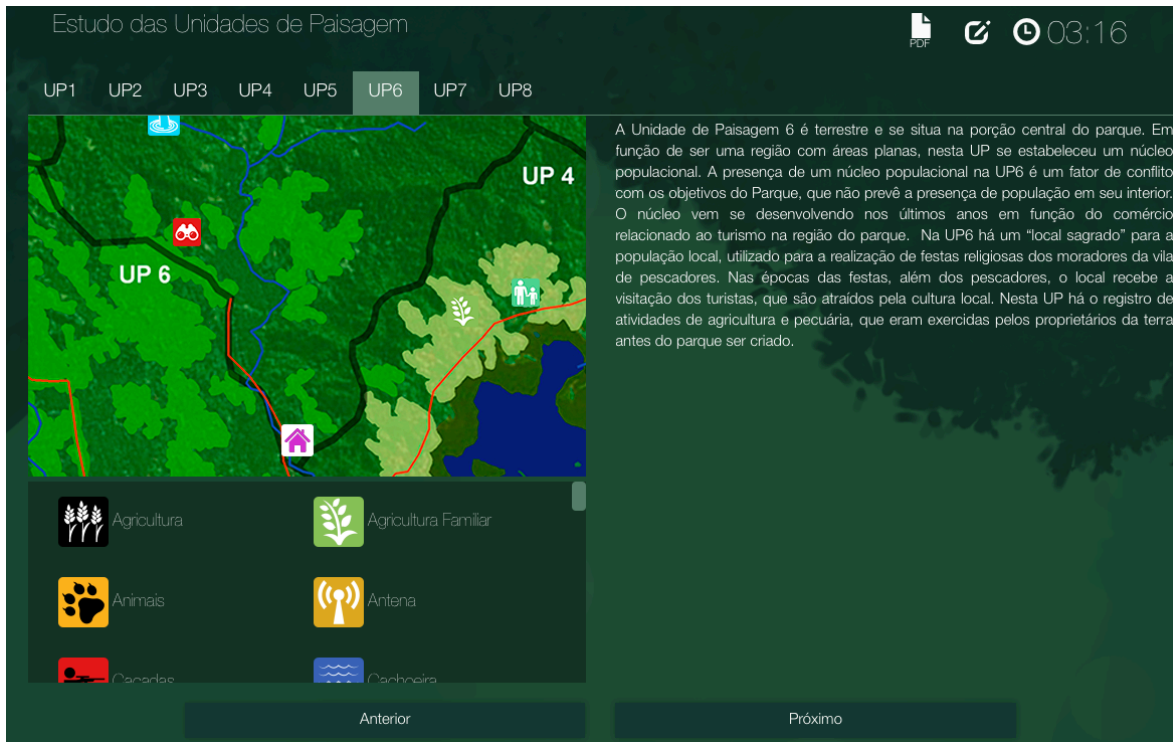 Estudo das Unidades de Paisagem
PDF
03:16
UP1 UP2 UP3 UP4 UP5 UP6 UP7 UP8
UP 4
UP 6
A Unidade de Paisagem 6 é terrestre e se situa na porção central do parque. Em
função de ser uma região com áreas planas, nesta UP se estabeleceu um núcleo
populacional. A presença de um núcleo populacional na UP6 é um fator de conflito
com os objetivos do Parque, que não prevê a presença de população em seu interior.
O núcleo vem se desenvolvendo nos últimos anos em função do comércio
relacionado ao turismo na região do parque. Na UP6 há um “local sagrado” para a
população local, utilizado para a realização de festas religiosas dos moradores da vila
de pescadores. Nas épocas das festas, além dos pescadores, o local recebe a
visitação dos turistas, que são atraídos pela cultura local. Nesta UP há o registro de
atividades de agricultura e pecuária, que eram exercidas pelos proprietários da terra
antes do parque ser criado.
Agricultura
Agricultura Familiar
Animais
Antena
Caçadas
Cachoeira
Anterior
Próximo